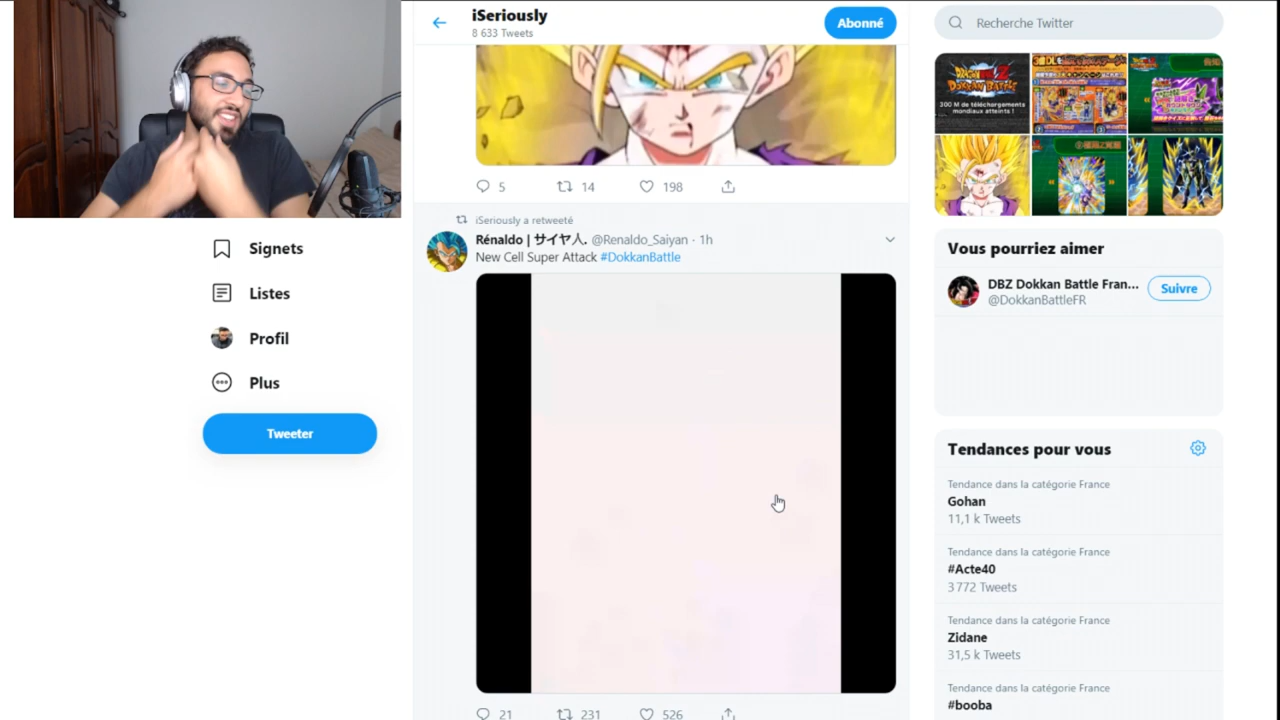 Signets
Listes
Profil
Plus
Tweeter
iSeriously
8 633 Tweets
Abonné
5
14
198
iSeriously a retweeté
Rénaldo | サイヤ人. @Renaldo_Saiyan · 1h
New Cell Super Attack #DokkanBattle
21
231
526
Recherche Twitter
DOKKAN BATTLE
300 M de téléchargements
mondiaux atteints !
Vous pourriez aimer
DBZ Dokkan Battle Fran...
@DokkanBattleFR
Suivre
Tendances pour vous
Tendance dans la catégorie France
Gohan
11,1 k Tweets
Tendance dans la catégorie France
#Acte40
3 772 Tweets
Tendance dans la catégorie France
Zidane
31,5 k Tweets
Tendance dans la catégorie France
#booba